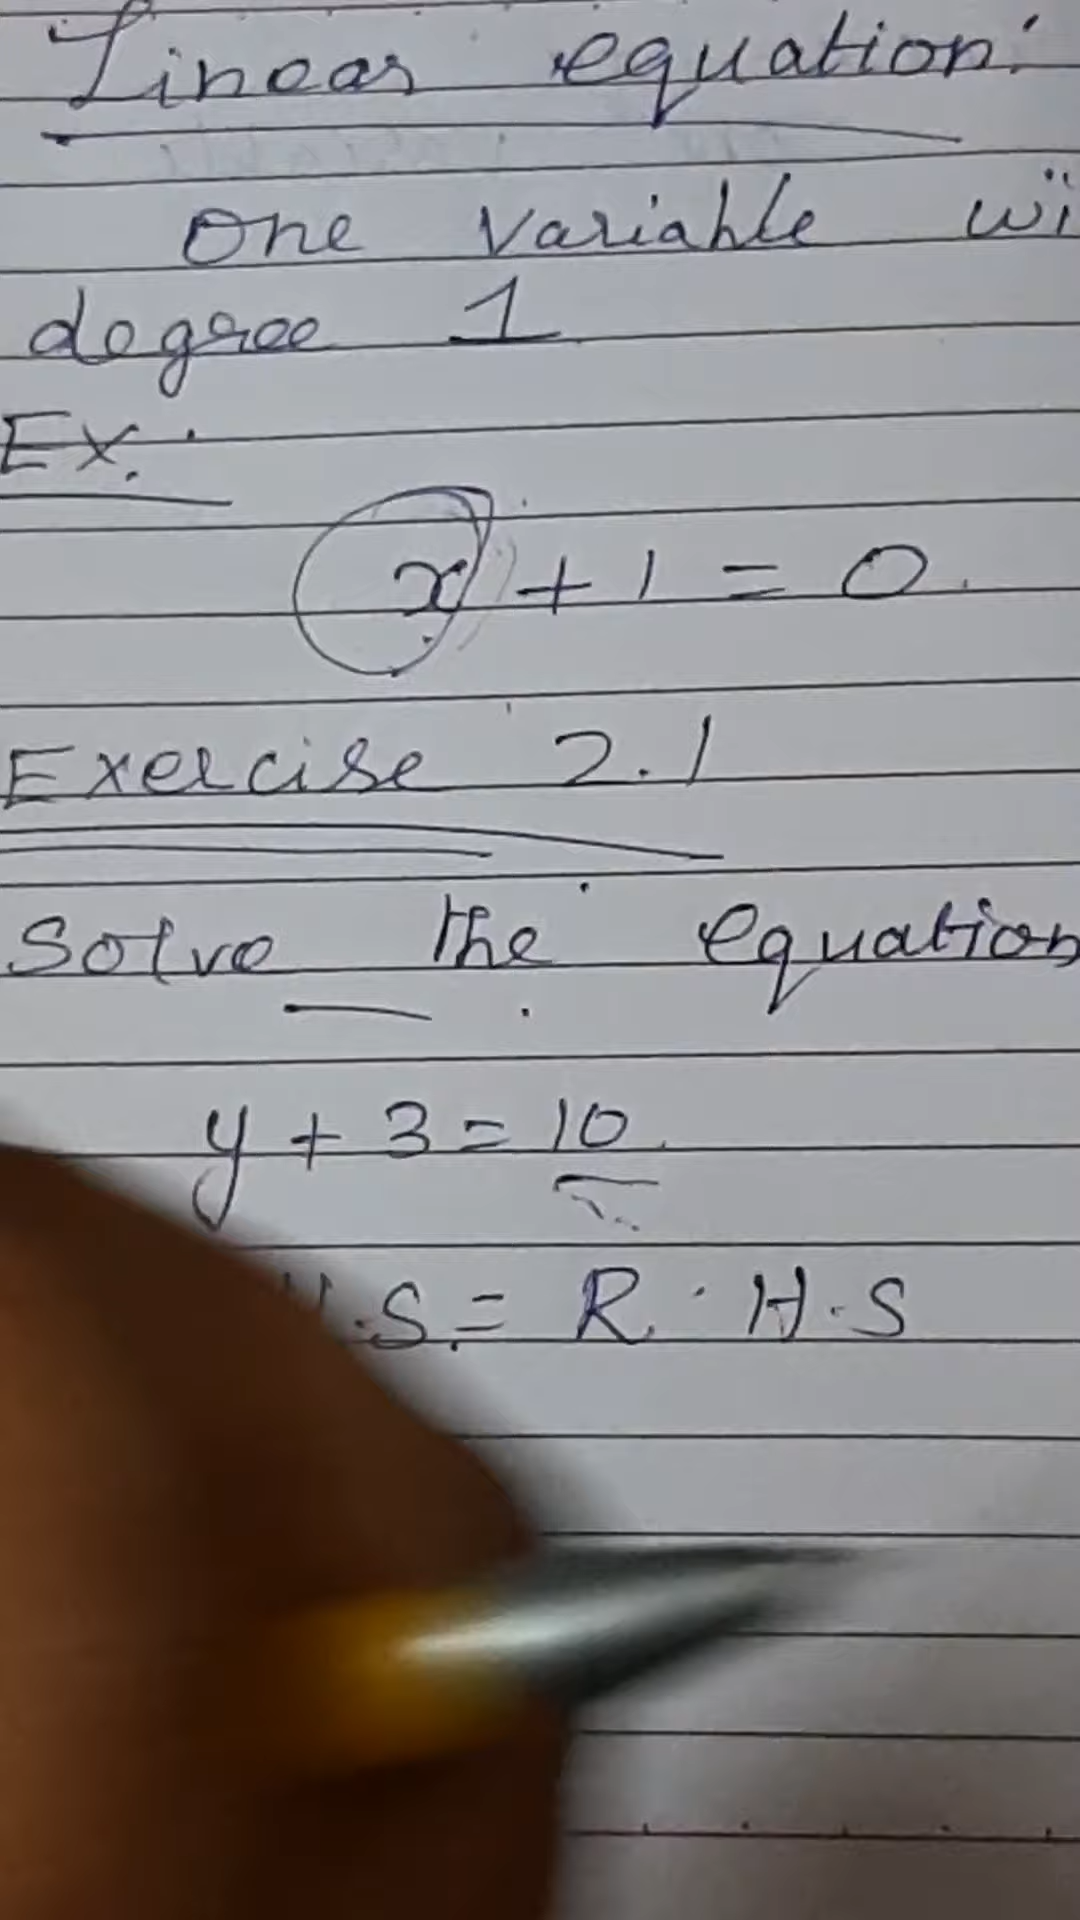 Linear equation:
One variable wi
degree 1
Ex:
x + 1 = 0.
Exercise 2.1
Solve the equation
y + 3 = 10
.S. = R.H.S